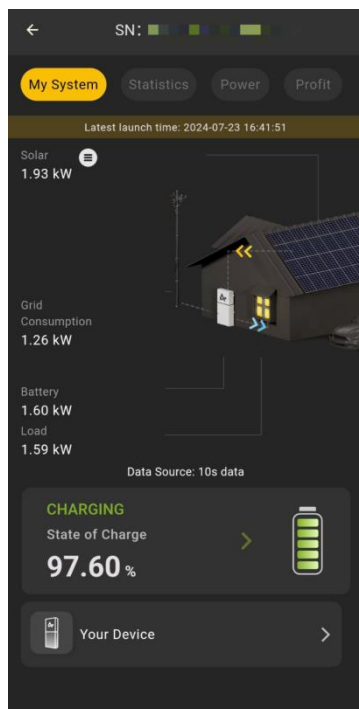 SN:
My System
Statistics
Power
Profit
Latest launch time: 2024-07-23 16:41:51
Solar
1.93 kW
Grid
Consumption
1.26 kW
Battery
1.60 kW
Load
1.59 kW
Data Source: 10s data
CHARGING
State of Charge
97.60 %
Your Device